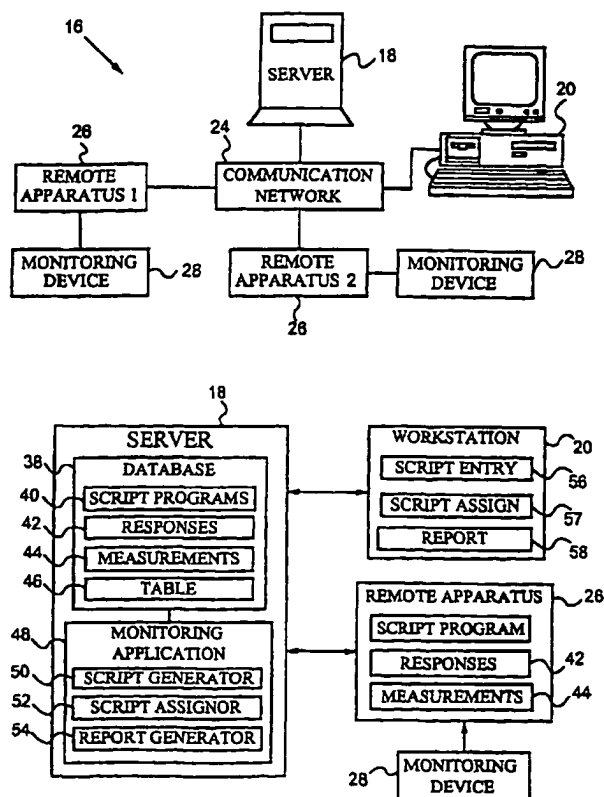 16
SERVER
18
20
24
26
REMOTE
APPARATUS 1
COMMUNICATION
NETWORK
MONITORING
DEVICE
28
REMOTE
APPARATUS 2
26
MONITORING
DEVICE
28
18
SERVER
38
DATABASE
40
SCRIPT PROGRAMS
42
RESPONSES
44
MEASUREMENTS
46
TABLE
48
MONITORING
APPLICATION
50
SCRIPT GENERATOR
52
SCRIPT ASSIGNOR
54
REPORT GENERATOR
WORKSTATION
20
SCRIPT ENTRY
56
SCRIPT ASSIGN
57
REPORT
58
REMOTE APPARATUS
26
SCRIPT PROGRAM
RESPONSES
42
MEASUREMENTS
44
28
MONITORING
DEVICE